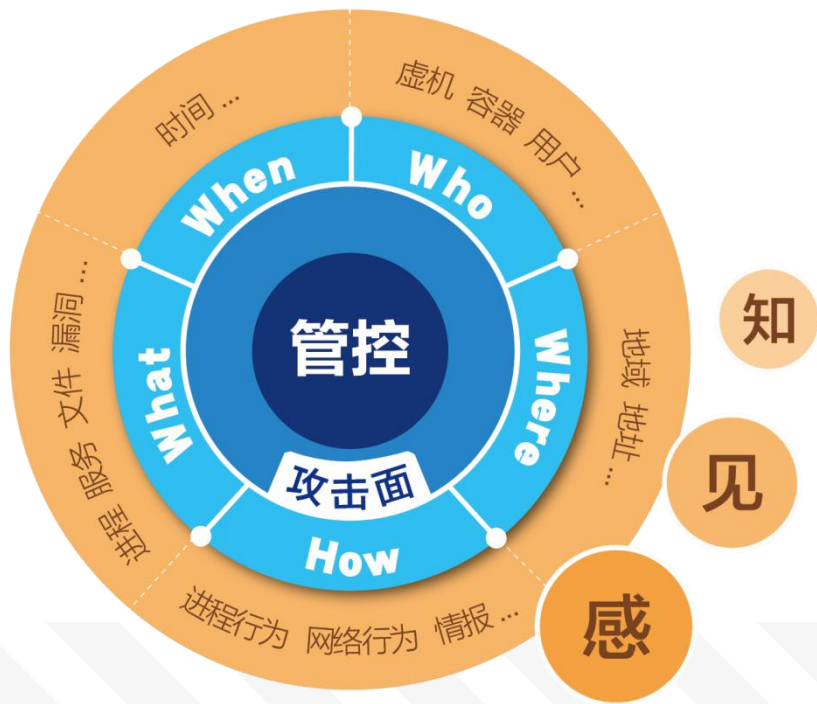 时间 ...
虚机 容器 用户 ...
When
Who
管控
知
What
进程 服务 文件 漏洞 ...
Where
地域 地址 ...
攻击面
见
How
进程行为 网络行为 情报 ...
感